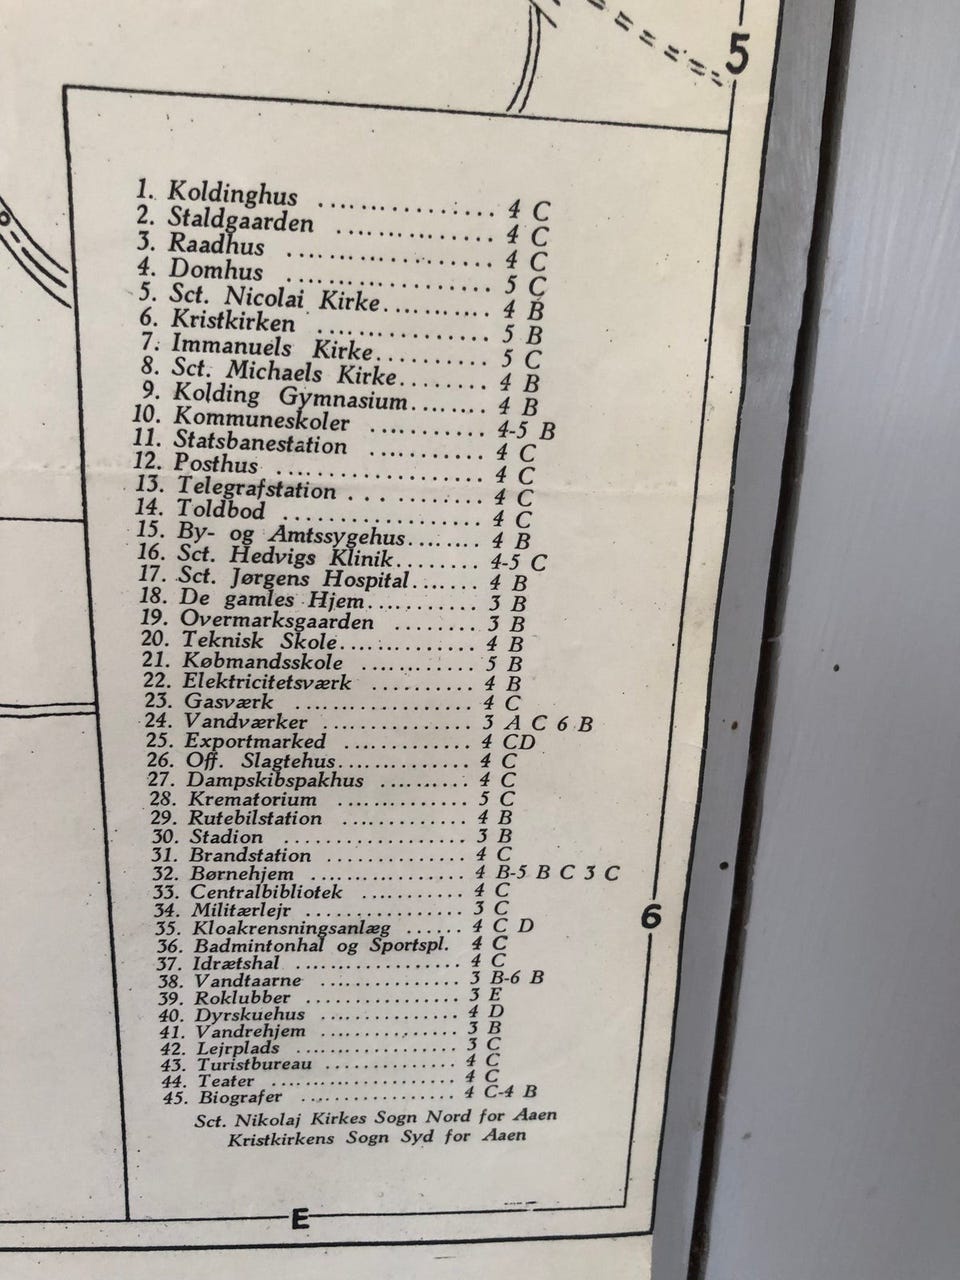 5
1. Koldinghus .................. 4 C
2. Staldgaarden ................ 4 C
3. Raadhus .................... 4 C
4. Domhus .................... 5 C
5. Sct. Nicolai Kirke............ 4 B
6. Kristkirken ................. 5 B
7. Immanuels Kirke.......... 5 C
8. Sct. Michaels Kirke........ 4 B
9. Kolding Gymnasium....... 4 B
10. Kommuneskoler ........... 4-5 B
11. Statsbanestation ........... 4 C
12. Posthus .................... 4 C
13. Telegrafstation ............ 4 C
14. Toldbod .................... 4 C
15. By- og Amtssygehus........ 4 B
16. Sct. Hedvigs Klinik........ 4-5 C
17. Sct. Jørgens Hospital....... 4 B
18. De gamles Hjem........... 3 B
19. Overmarksgaarden ........ 3 B
20. Teknisk Skole.............. 4 B
21. Købmandsskole ............ 5 B
22. Elektricitetsværk ........... 4 B
23. Gasværk .................... 4 C
24. Vandværker ................ 3 A C 6 B
25. Exportmarked ............. 4 CD
26. Off. Slagtehus.............. 4 C
27. Dampskibspakhus ......... 4 C
28. Krematorium .............. 5 C
29. Rutebilstation ............. 4 B
30. Stadion .................... 3 B
31. Brandstation ............... 4 C
32. Børnehjem ................. 4 B-5 B C 3 C
33. Centralbibliotek ........... 4 C
34. Militærlejr ................. 3 C
35. Kloakrensningsanlæg ...... 4 C D
36. Badmintonhal og Sportspl. 4 C
37. Idrætshal .................. 4 C
38. Vandtaarne ................ 3 B-6 B
39. Roklubber ................. 3 E
40. Dyrskuehus ................ 4 D
41. Vandrehjem ............... 3 B
42. Lejrplads .................. 3 C
43. Turistbureau ............... 4 C
44. Teater ...................... 4 C
45. Biografer ................... 4 C-4 B
6
Sct. Nikolaj Kirkes Sogn Nord for Aaen
Kristkirkens Sogn Syd for Aaen
E